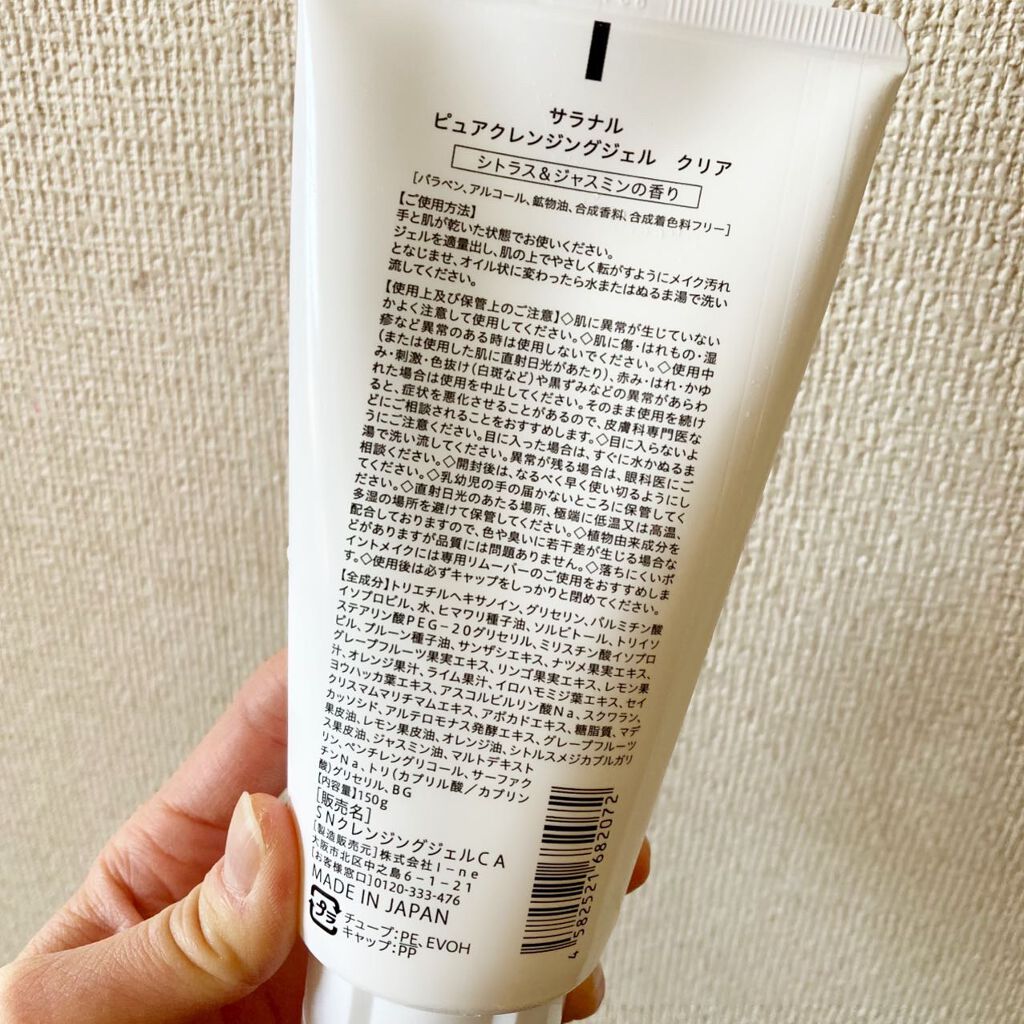 サラナル
ピュアクレンジングジェル クリア
シトラス&ジャスミンの香り
[パラベン、アルコール、鉱物油、合成香料、合成着色料フリー]
【ご使用方法】
手と肌が乾いた状態でお使いください。
ジェルを適量出し、肌の上でやさしく転がすようにメイク汚れ
となじませ、オイル状に変わったら水またはぬるま湯で洗い
流してください。
【使用上及び保管上のご注意】◇肌に異常が生じていない
かよく注意して使用してください。◇肌に傷・はれもの・湿
疹など異常のある時は使用しないでください。◇使用中
(または使用した肌に直射日光があたり)、赤み・はれ・かゆ
み・刺激・色抜け(白斑など)や黒ずみなどの異常があらわ
れた場合は使用を中止してください。そのまま使用を続け
ると、症状を悪化させることがあるので、皮膚科専門医な
どにご相談されることをおすすめします。◇目に入らないよ
うにご注意ください。目に入った場合は、すぐに水かぬるま
湯で洗い流してください。異常が残る場合は、眼科医にご
相談ください。◇開封後は、なるべく早く使い切るようにし
てください。◇乳幼児の手の届かないところに保管してく
ださい。◇直射日光のあたる場所、極端に低温又は高温、
多湿の場所を避けて保管してください。◇植物由来成分を
配合しておりますので、色や臭いに若干差が生じる場合な
どがありますが品質には問題ありません。◇落ちにくいポ
イントメイクには専用リムーバーのご使用をおすすめしま
す。◇使用後は必ずキャップをしっかりと閉めてください。
【全成分】トリエチルヘキサノイン、グリセリン、パルミチン酸
イソプロピル、水、ヒマワリ種子油、ソルビトール、トリイソ
ステアリン酸PEG-20グリセリル、ミリスチン酸イソプロ
ピル、プルーン種子油、サンザシエキス、ナツメ果実エキス、
グレープフルーツ果実エキス、リンゴ果実エキス、レモン果
汁、オレンジ果汁、ライム果汁、イロハモミジ葉エキス、セイ
ヨウハッカ葉エキス、アスコルビルリン酸Na、スクワラン、
クリスマムマリチマムエキス、アボカドエキス、糖脂質、マデ
カッソシド、アルテロモナス発酵エキス、グレープフルーツ
果皮油、レモン果皮油、オレンジ油、シトルスメジカブルガリ
ス果皮油、ジャスミン油、マルトデキスト
リン、ペンチレングリコール、サーファク
チンNa、トリ(カプリル酸/カプリン
酸)グリセリル、BG
【内容量】150g
[販売名]
SNクレンジングジェルCA
[製造販売元]株式会社I-ne
大阪市北区中之島6-1-21
[お客様窓口]0120-333-476
MADE IN JAPAN
プラ
チューブ:PE、EVOH
キャップ:PP
4 582521 682072